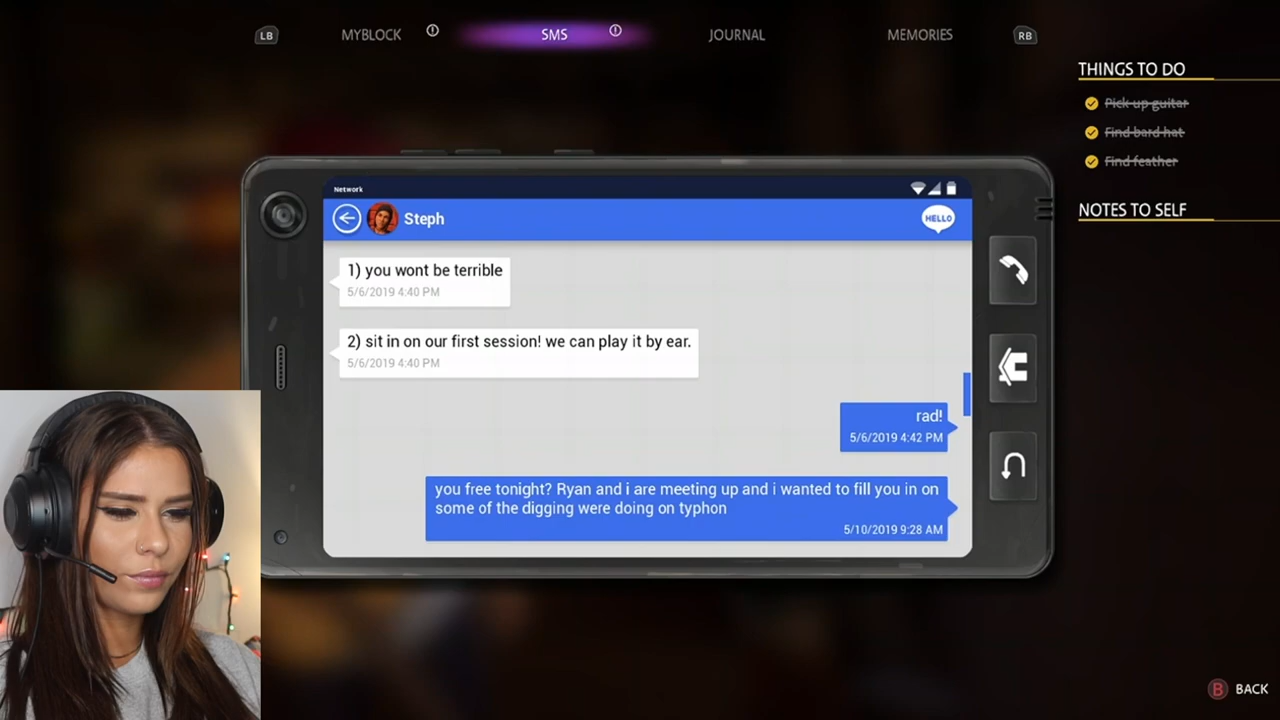 LB MYBLOCK SMS JOURNAL MEMORIES RB
THINGS TO DO
Pick up guitar
Find bard hat
Find feather
NOTES TO SELF
Network
Steph
HELLO
1) you wont be terrible
5/6/2019 4:40 PM
2) sit in on our first session! we can play it by ear.
5/6/2019 4:40 PM
rad!
5/6/2019 4:42 PM
you free tonight? Ryan and i are meeting up and i wanted to fill you in on
some of the digging were doing on typhon
5/10/2019 9:28 AM
B BACK